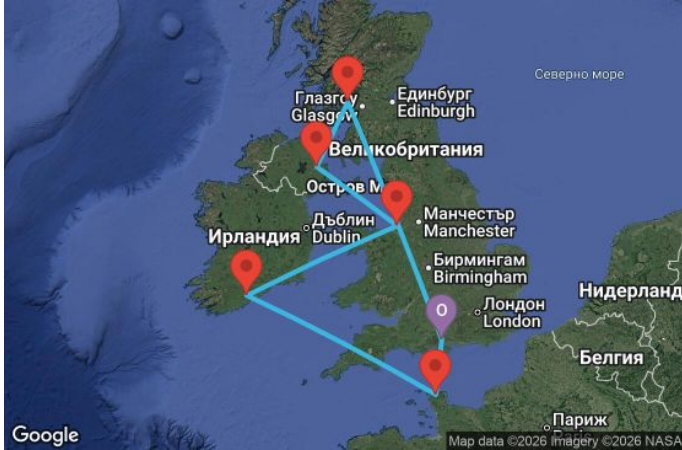 Северно море
Глазгоу
Glasgow
Единбург
Edinburgh
Великобритания
Остров М
Дъблин
Dublin
Ирландия
Манчестър
Manchester
Бирмингам
Birmingham
O
Лондон
London
Нидерланд
Белгия
Париж
Paris
Google
Map data ©2026 Imagery ©2026 NASA